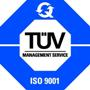 TÜV
MANAGEMENT SERVICE
ISO 9001